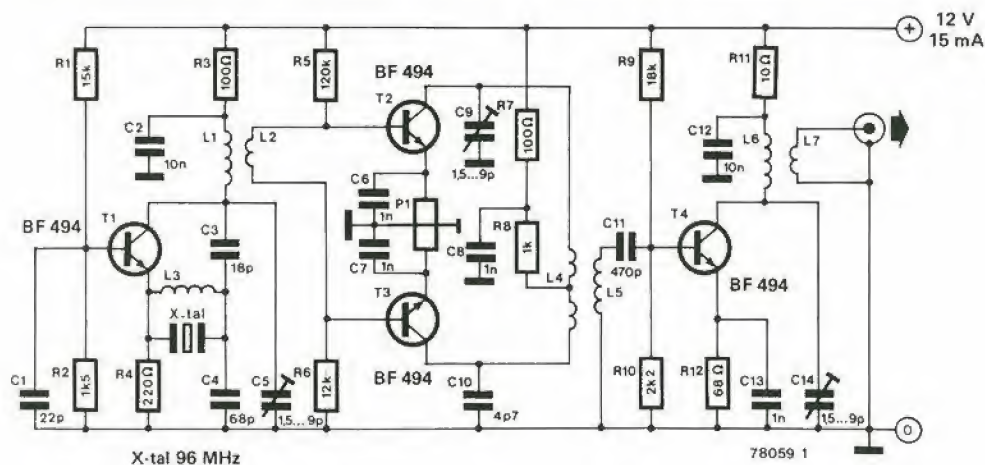 12 V
15 mA
R1
15k
R3
100Ω
R5
120k
BF 494
T2
C9
1,5...9p
R7
100Ω
R9
18k
R11
10Ω
C2
10n
L1
L2
C12
10n
L6
L7
C6
1n
P1
C7
1n
C8
1n
R8
1k
BF 494
T1
C3
18p
L3
X-tal
T3
BF 494
L4
L5
C11
470p
T4
BF 494
C1
22p
R2
1k5
R4
220Ω
C4
68p
C5
1,5...9p
R6
12k
C10
4p7
R10
2k2
R12
68Ω
C13
1n
C14
1,5...9p
0
X-tal 96 MHz
78059 1